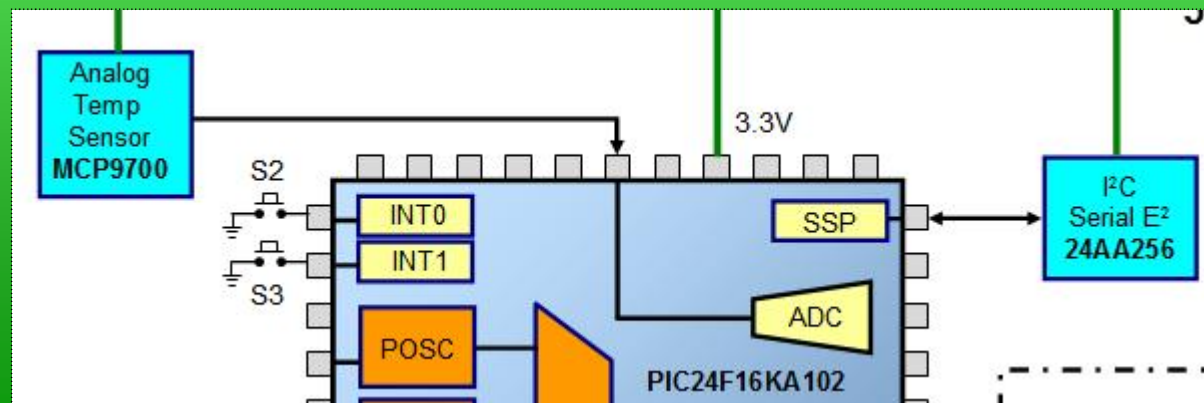 Analog
Temp
Sensor
MCP9700
3.3V
S2
S3
INT0
INT1
POSC
SSP
ADC
PIC24F16KA102
I²C
Serial E²
24AA256